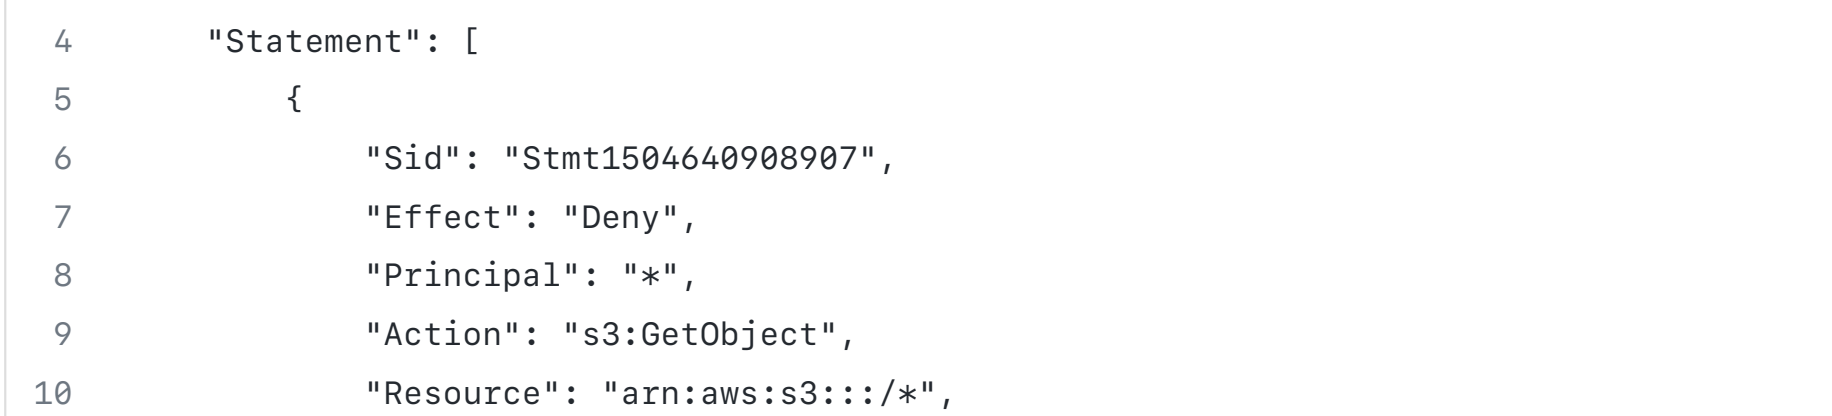 4 "Statement": [
5 {
6 "Sid": "Stmt1504640908907",
7 "Effect": "Deny",
8 "Principal": "*",
9 "Action": "s3:GetObject",
10 "Resource": "arn:aws:s3:::/*",